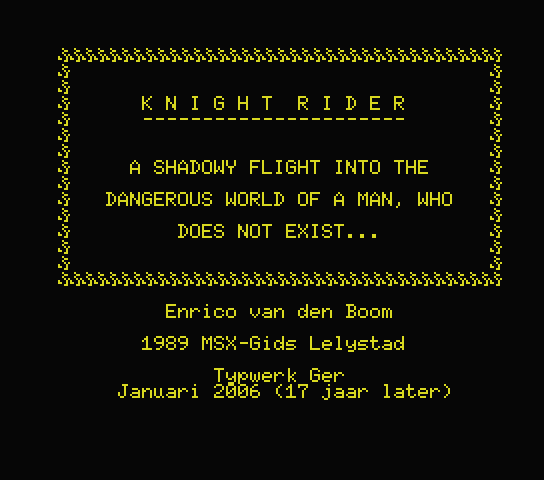 K N I G H T  R I D E R
----------------------
A SHADOWY FLIGHT INTO THE
DANGEROUS WORLD OF A MAN, WHO
DOES NOT EXIST...
Enrico van den Boom
1989 MSX-Gids Lelystad
Typwerk Ger
Januari 2006 (17 jaar later)